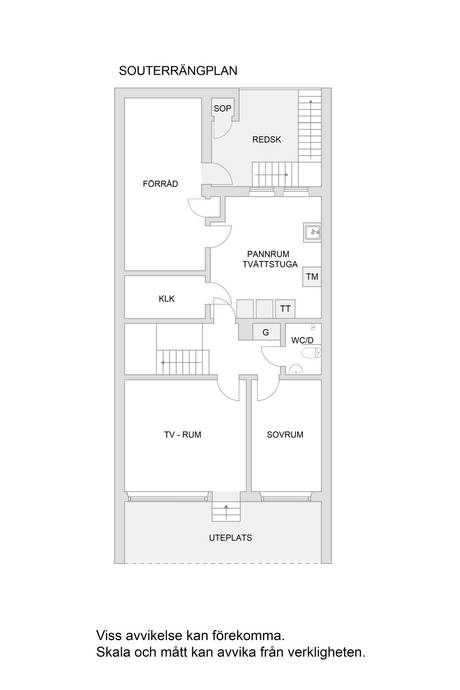 SOUTERRÄNGPLAN
SOP
REDSK
FÖRRÅD
PANNRUM
TVÄTTSTUGA
TM
KLK
TT
G
WC/D
TV - RUM
SOVRUM
UTEPLATS
Viss avvikelse kan förekomma.
Skala och mått kan avvika från verkligheten.